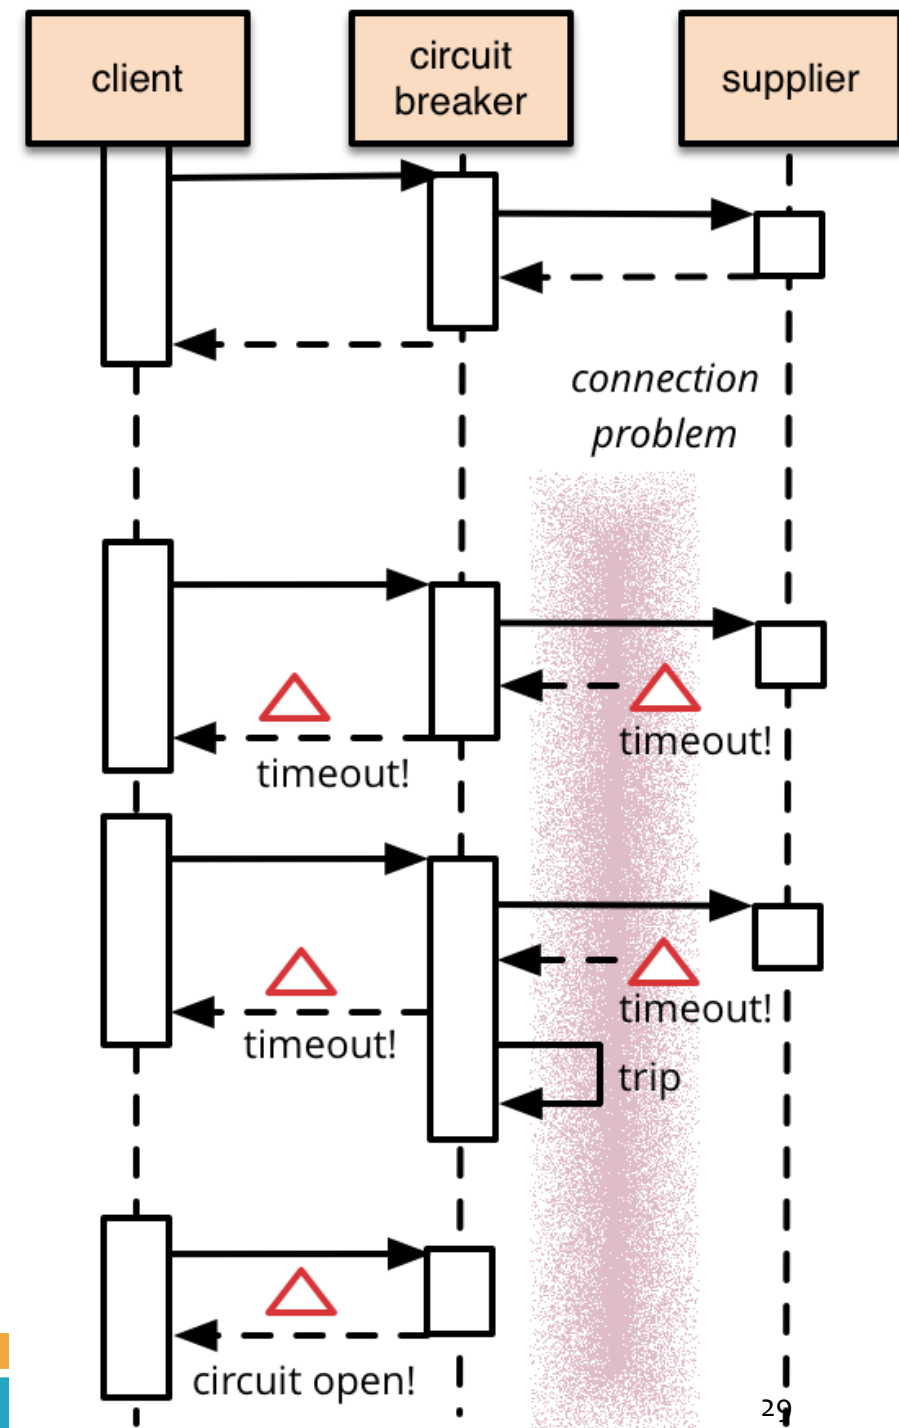 client
circuit
breaker
supplier
connection
problem
timeout!
timeout!
timeout!
timeout!
trip
circuit open!
29